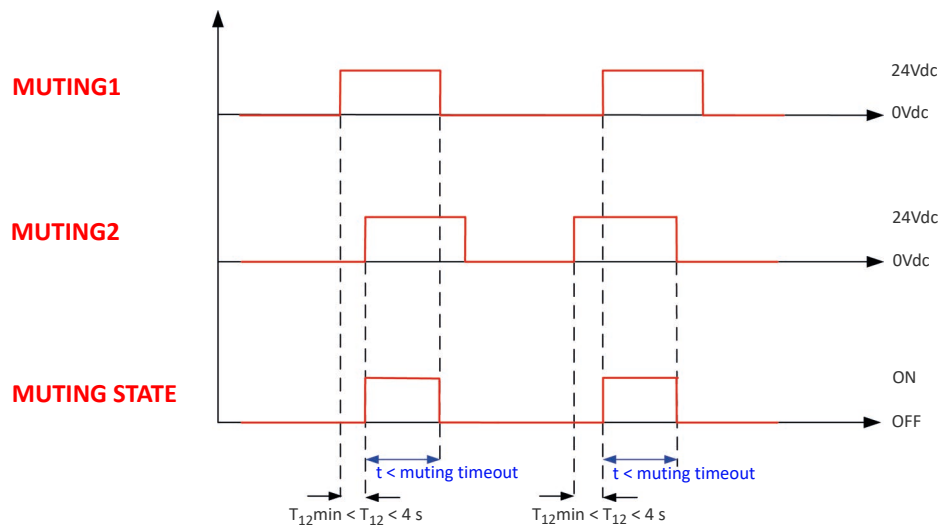 MUTING1
24Vdc
0Vdc
MUTING2
24Vdc
0Vdc
MUTING STATE
ON
OFF
t < muting timeout
t < muting timeout
T12min < T12 < 4 s
T12min < T12 < 4 s